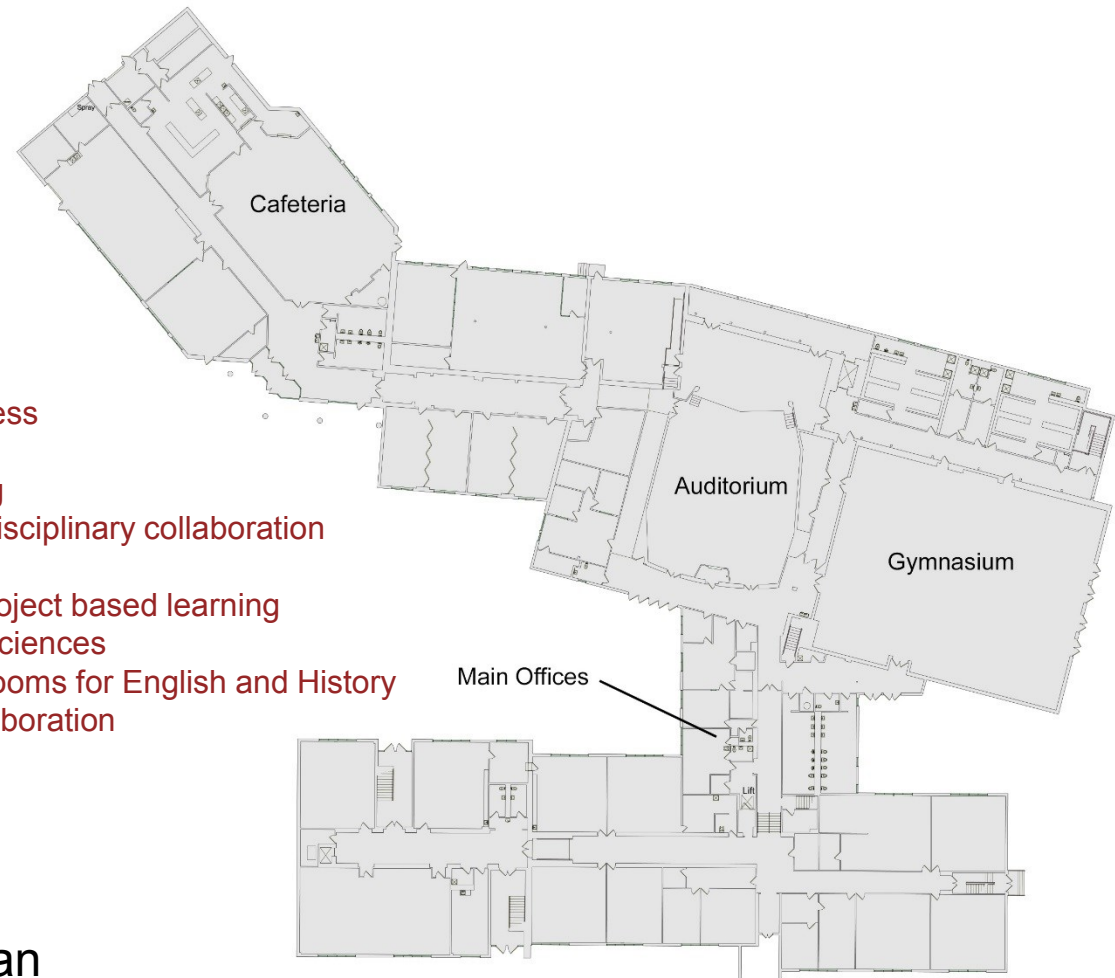 Spray
Cafeteria
ess
g
isciplinary collaboration
Auditorium
Gymnasium
oject based learning
ciences
ooms for English and History
Main Offices
boration
Lift
an